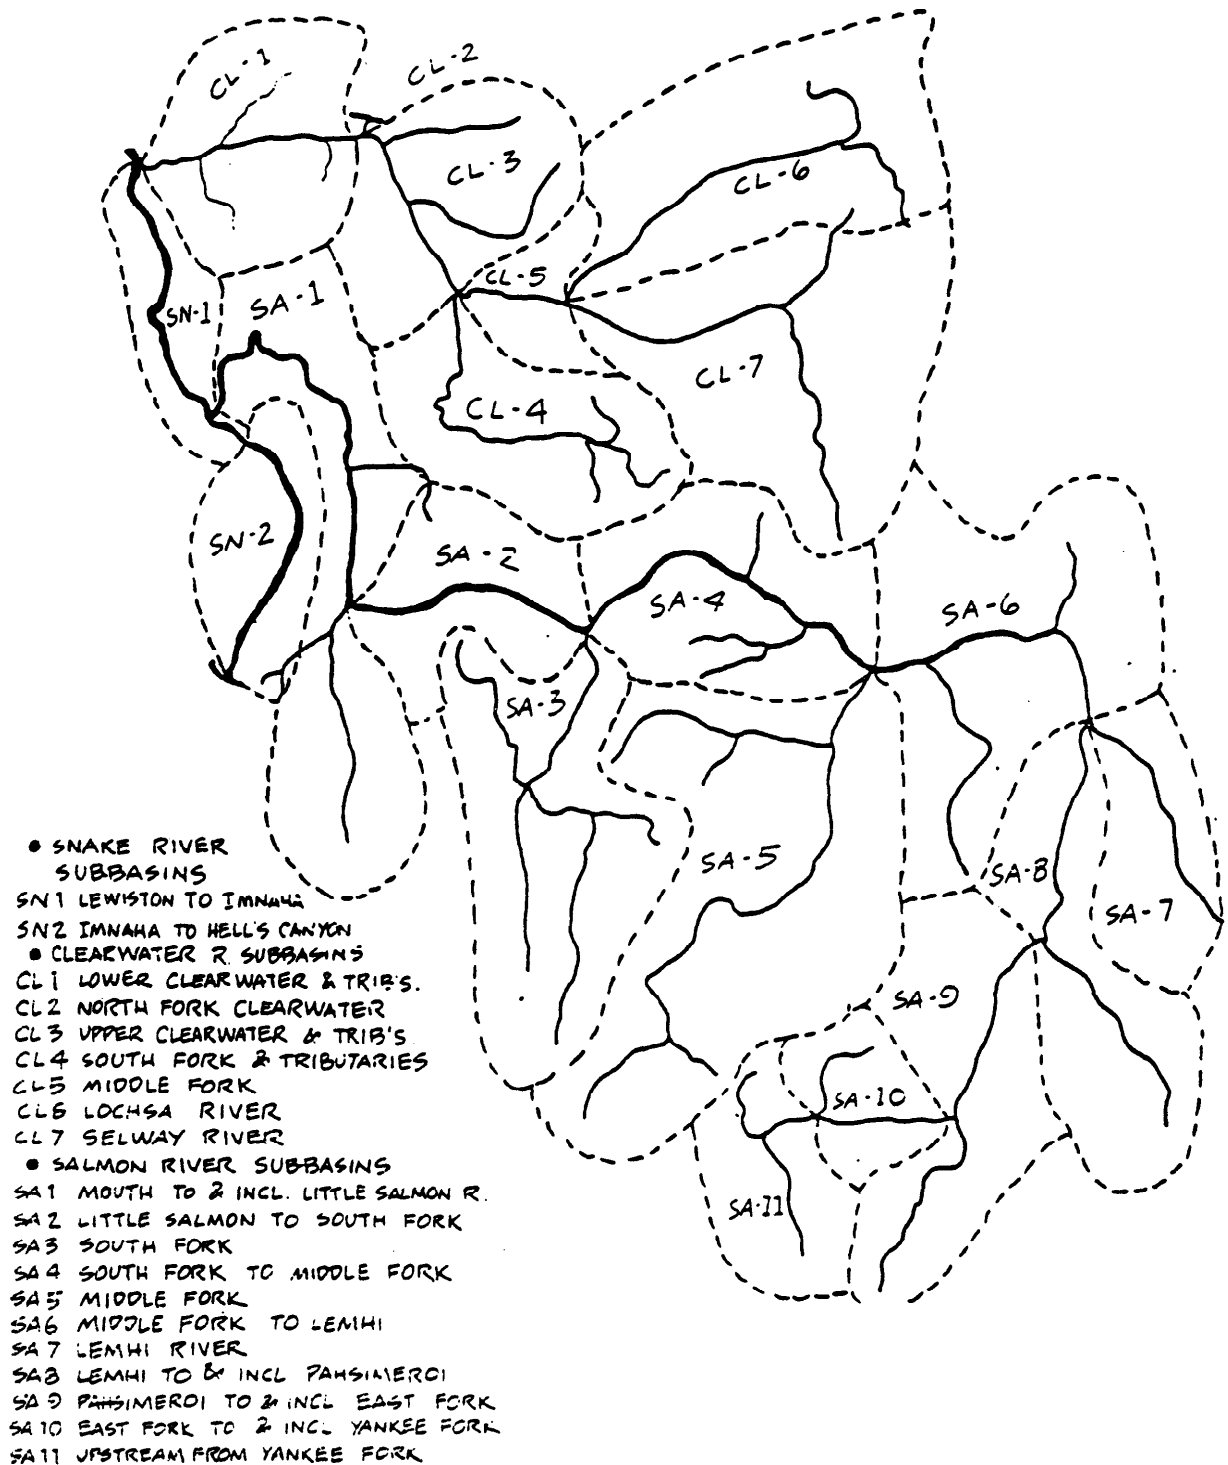 CL-1
CL-2
CL-3
CL-6
CL-5
SA-1
SN-1
CL-7
CL-4
SN-2
SA-2
SA-4
SA-6
SA-3
SA-5
SA-8
SA-7
SA-9
SA-10
SA-11
• SNAKE RIVER
SUBBASINS
SN1 LEWISTON TO IMNAHA
SN2 IMNAHA TO HELL'S CANYON
• CLEARWATER R. SUBBASINS
CL1 LOWER CLEARWATER & TRIB'S.
CL2 NORTH FORK CLEARWATER
CL3 UPPER CLEARWATER & TRIB'S
CL4 SOUTH FORK & TRIBUTARIES
CL5 MIDDLE FORK
CL6 LOCHSA RIVER
CL7 SELWAY RIVER
• SALMON RIVER SUBBASINS
SA1 MOUTH TO & INCL. LITTLE SALMON R.
SA2 LITTLE SALMON TO SOUTH FORK
SA3 SOUTH FORK
SA4 SOUTH FORK TO MIDDLE FORK
SA5 MIDDLE FORK
SA6 MIDDLE FORK TO LEMHI
SA7 LEMHI RIVER
SA8 LEMHI TO & INCL PAHSIMEROI
SA9 PAHSIMEROI TO & INCL EAST FORK
SA10 EAST FORK TO & INCL YANKEE FORK
SA11 UPSTREAM FROM YANKEE FORK